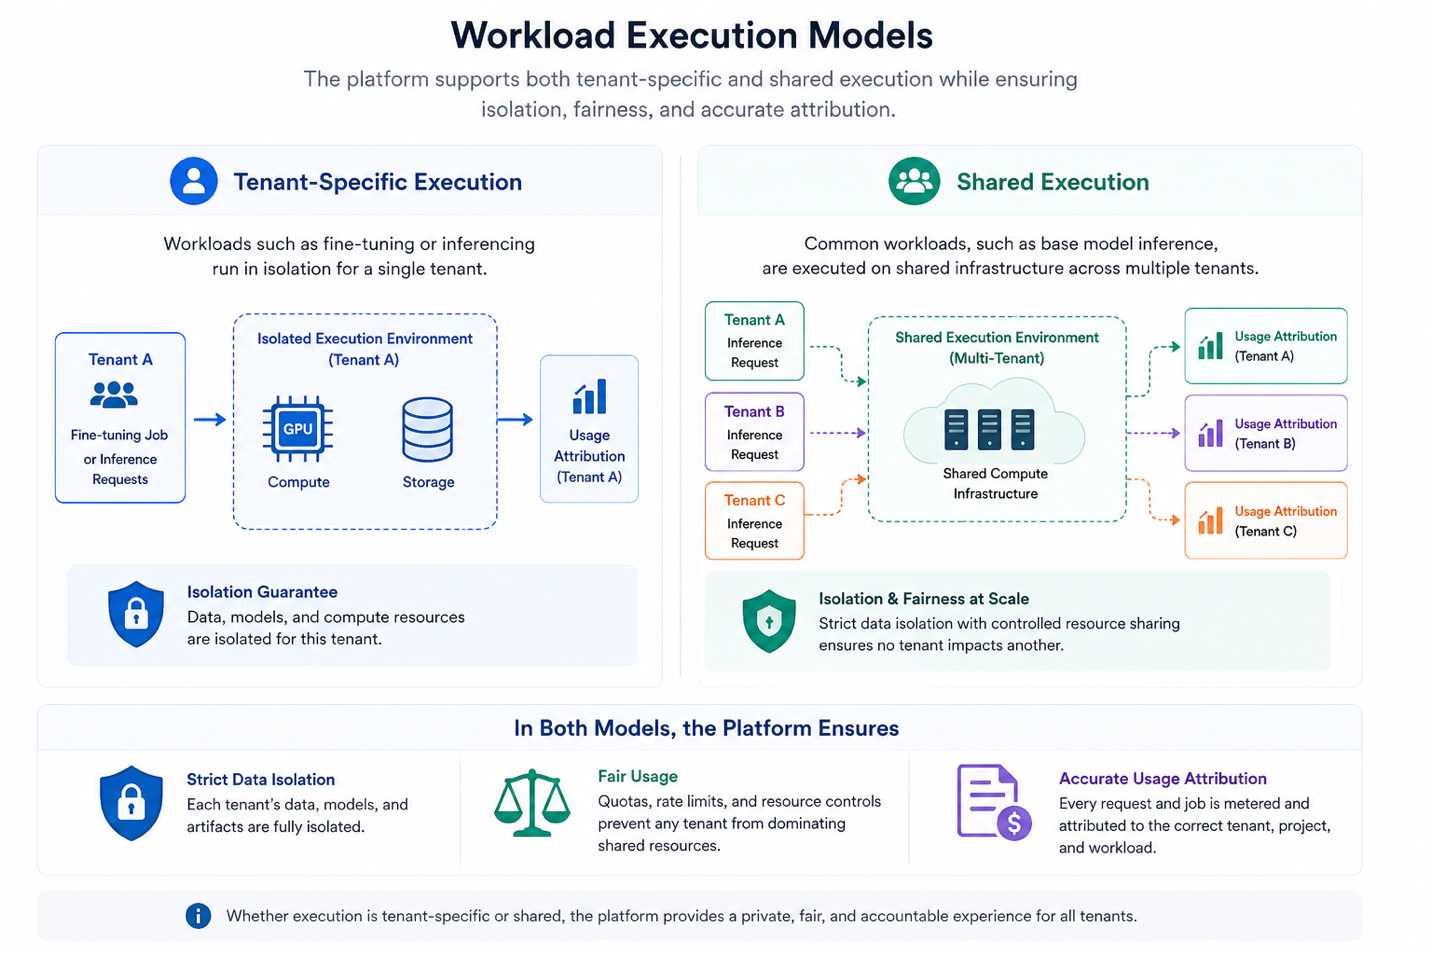 Workload Execution Models
The platform supports both tenant-specific and shared execution while ensuring
isolation, fairness, and accurate attribution.
Tenant-Specific Execution
Workloads such as fine-tuning or inferencing
run in isolation for a single tenant.
Tenant A
Fine-tuning Job
or Inference
Requests
Isolated Execution Environment
(Tenant A)
GPU
Compute
Storage
Usage
Attribution
(Tenant A)
Isolation Guarantee
Data, models, and compute resources
are isolated for this tenant.
Shared Execution
Common workloads, such as base model inference,
are executed on shared infrastructure across multiple tenants.
Tenant A
Inference
Request
Tenant B
Inference
Request
Tenant C
Inference
Request
Shared Execution Environment
(Multi-Tenant)
Shared Compute
Infrastructure
Usage Attribution
(Tenant A)
Usage Attribution
(Tenant B)
Usage Attribution
(Tenant C)
Isolation & Fairness at Scale
Strict data isolation with controlled resource sharing
ensures no tenant impacts another.
In Both Models, the Platform Ensures
Strict Data Isolation
Each tenant's data, models, and
artifacts are fully isolated.
Fair Usage
Quotas, rate limits, and resource controls
prevent any tenant from dominating
shared resources.
$
Accurate Usage Attribution
Every request and job is metered and
attributed to the correct tenant, project,
and workload.
i
Whether execution is tenant-specific or shared, the platform provides a private, fair, and accountable experience for all tenants.